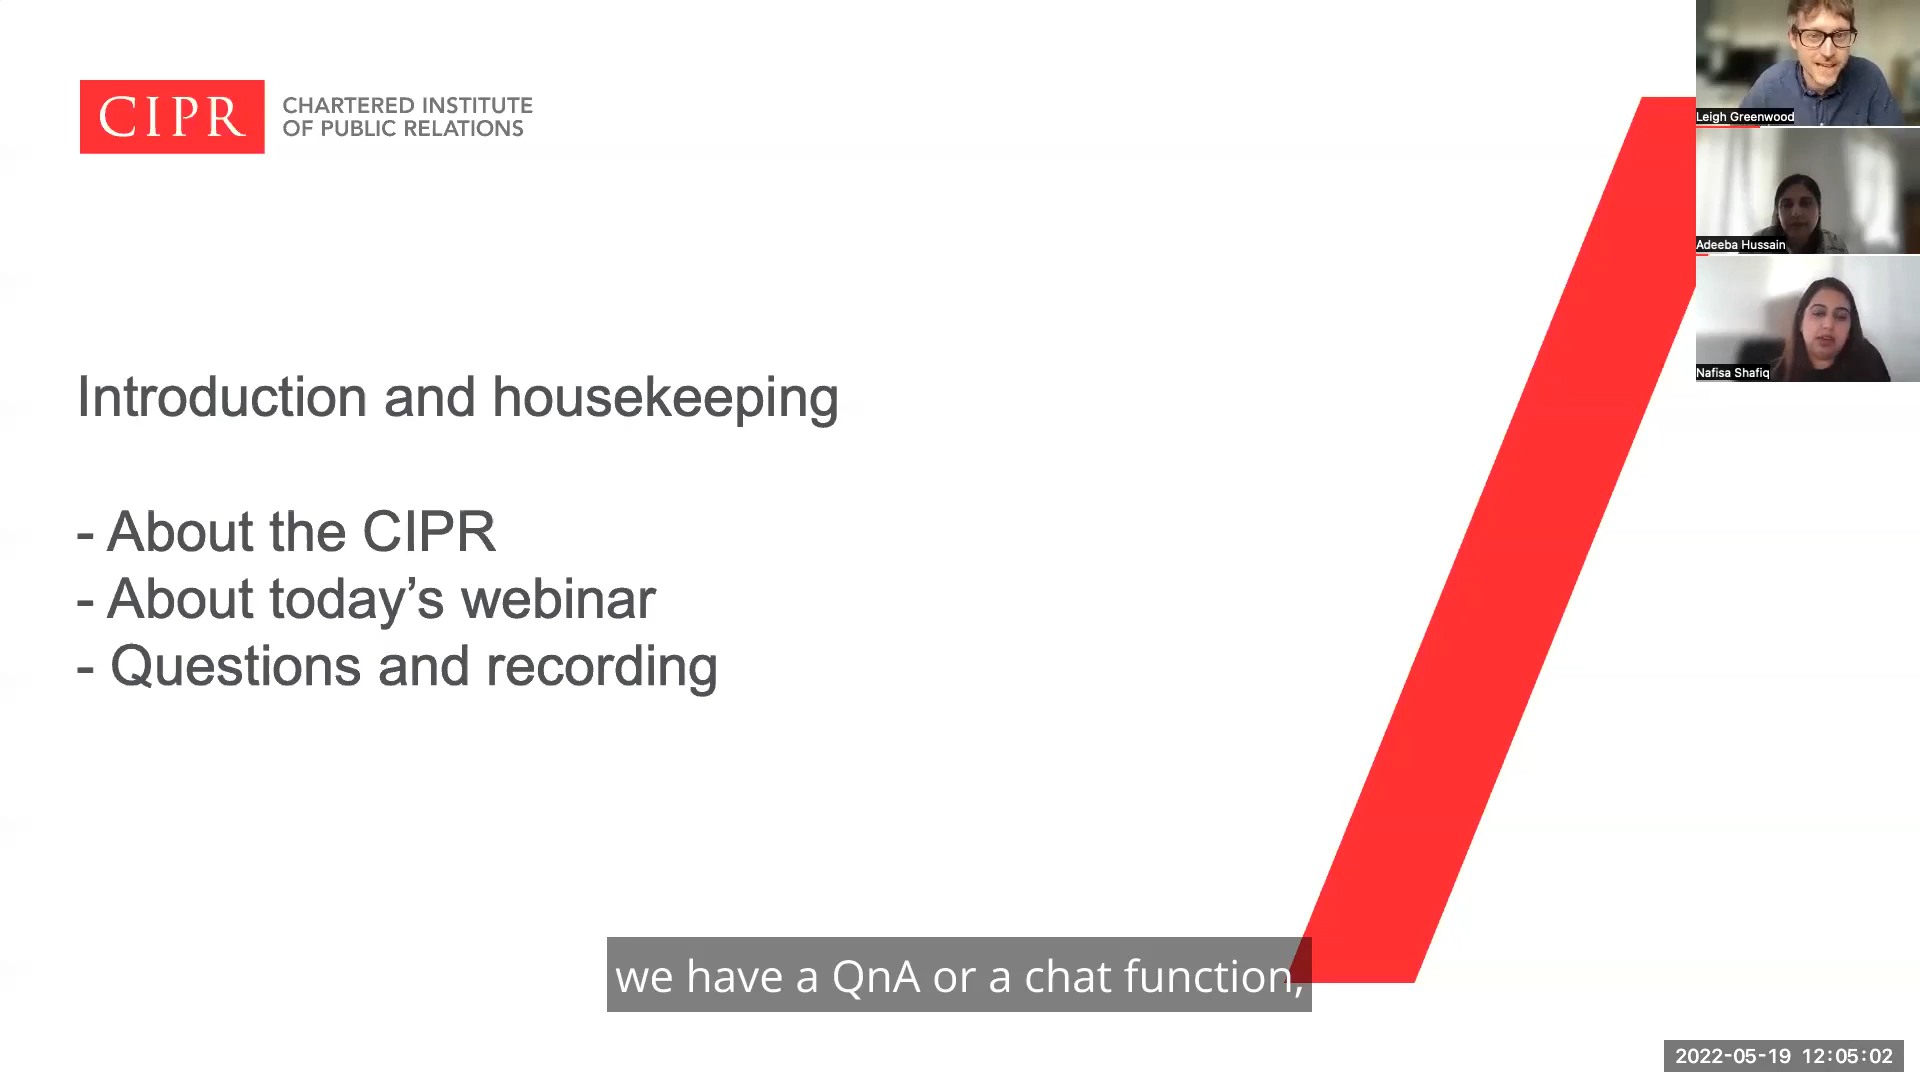 CIPR
CHARTERED INSTITUTE
OF PUBLIC RELATIONS
Leigh Greenwood
Adeeba Hussain
Nafisa Shafiq
Introduction and housekeeping
- About the CIPR
- About today’s webinar
- Questions and recording
we have a QnA or a chat function,
2022-05-19 12:05:02